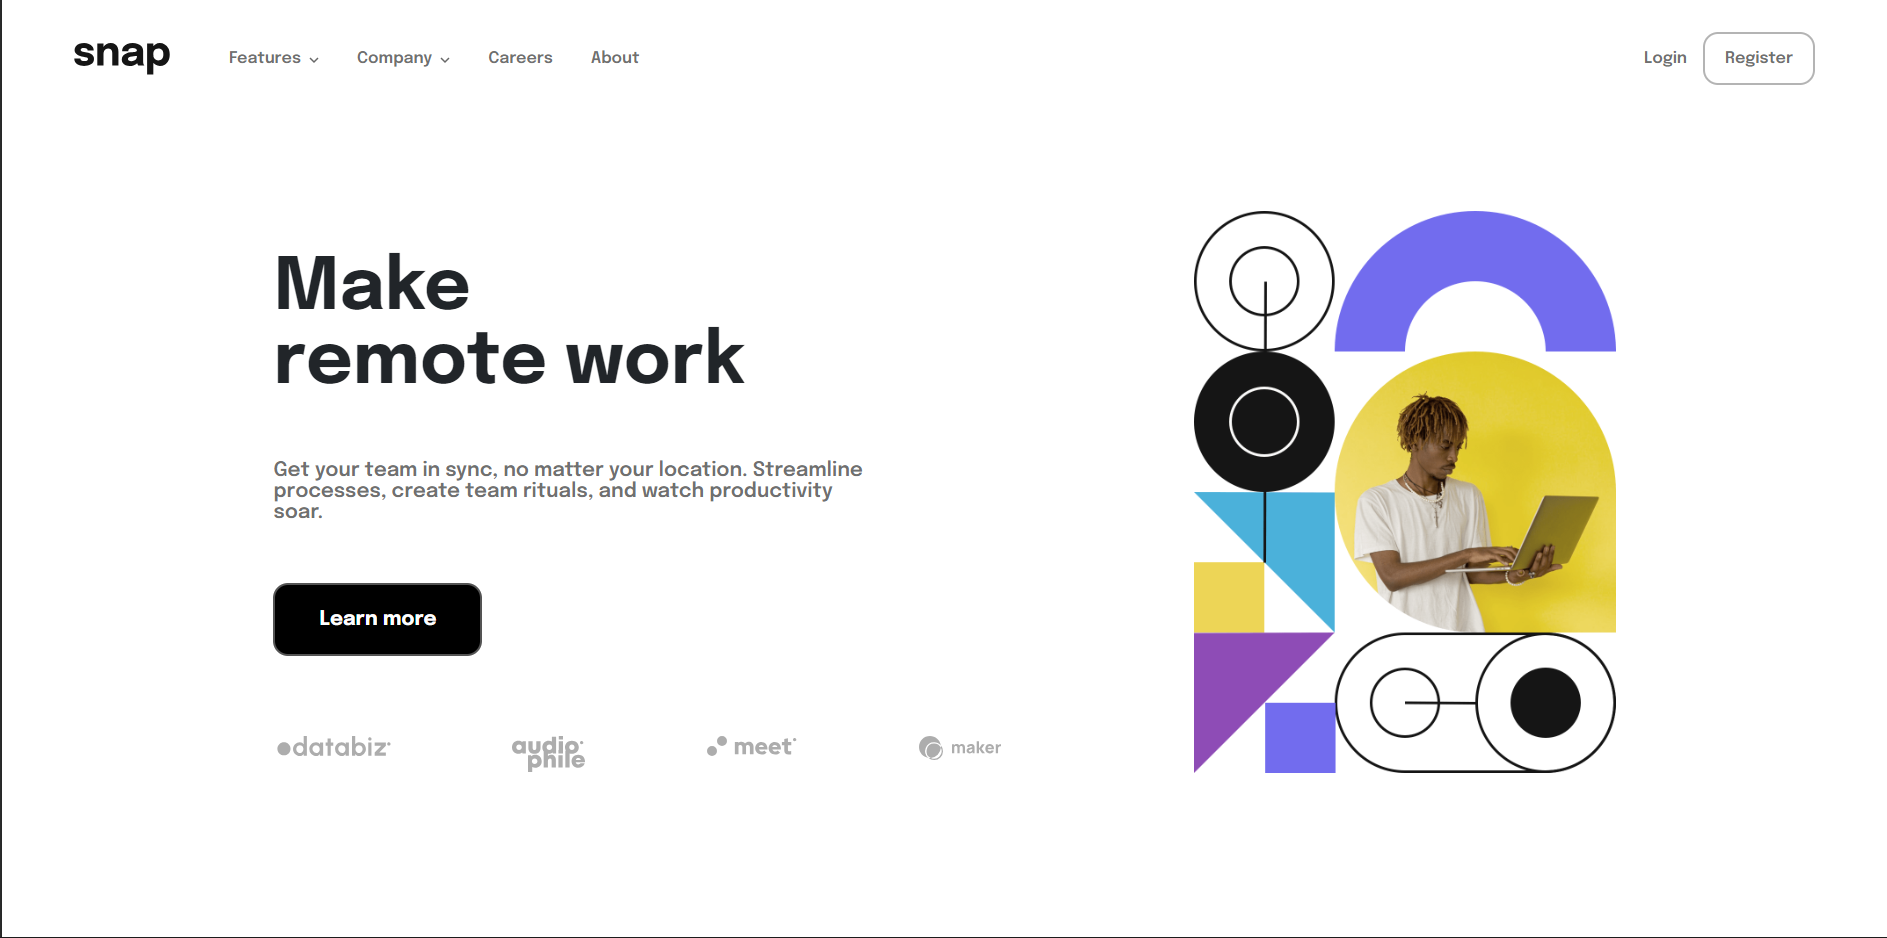 snap
Features
Company
Careers
About
Login
Register
Make
remote work
Get your team in sync, no matter your location. Streamline
processes, create team rituals, and watch productivity
soar.
Learn more
databiz
audio
phile
meet
maker